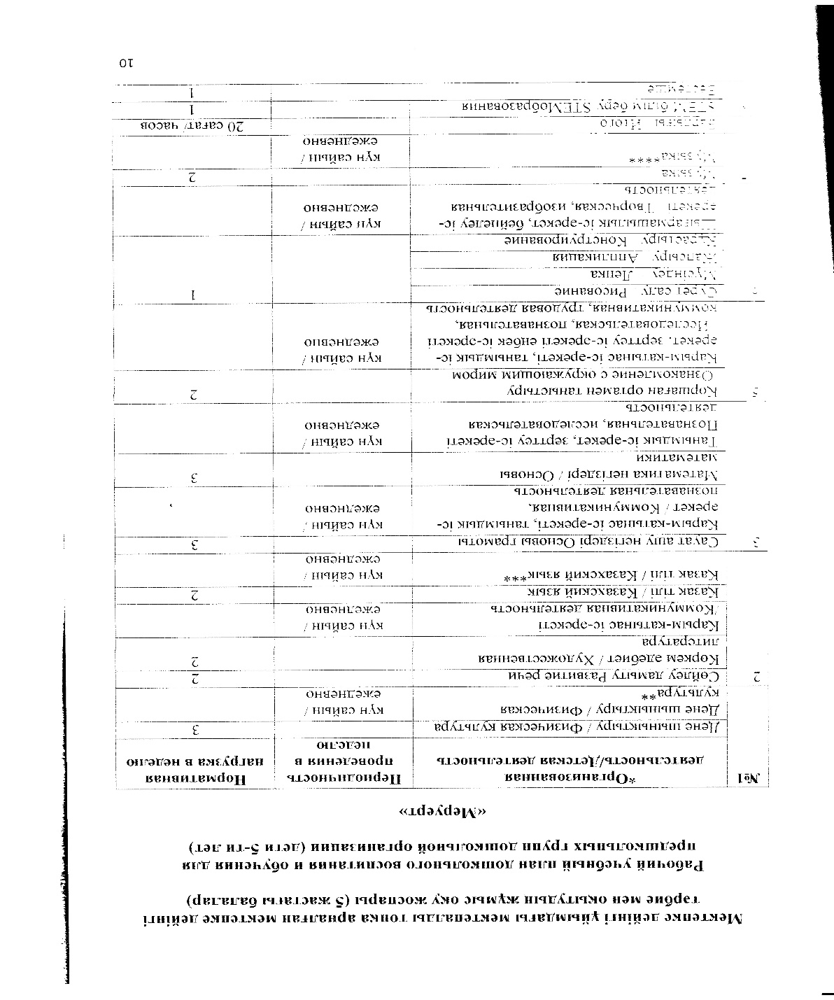 Мектепке дейінгі ұйымдағы мектепалды топқа арналған мектепке дейінгі
тәрбие мен оқытудың жұмыс оқу жоспары (5 жастағы балалар)
Рабочий учебный план дошкольного воспитания и обучения для
предшкольных групп дошкольной организации (дети 5-ти лет)
«Меруерт»
№1 *Организованная деятельность/Детская деятельность Периодичность проведения в неделю Нормативная нагрузка в неделю
Дене шынықтыру / Физическая культура 3
Дене шынықтыру / Физическая
культура** күн сайын /
ежедневно
2 Сөйлеу дамыту Развитие речи 2
Көркем әдебиет / Художественная
литература 2
Қарым-қатынас іс-әрекеті
/Коммуникативная деятельность күн сайын /
ежедневно
Қазақ тілі / Казахский язык 2
Қазақ тілі / Казахский язык*** күн сайын /
ежедневно
3 Сауат ашу негіздері Основы грамоты 3
Қарым-қатынас іс-әрекеті, танымдық іс-
әрекет / Коммуникативная,
познавательная деятельность күн сайын /
ежедневно
Математика негіздері / Основы
математики 3
Танымдық іс-әрекет, зерттеу іс-әрекеті
Познавательная, исследовательская
деятельность күн сайын /
ежедневно
Қоршаған ортамен таныстыру
Ознакомление с окружающим миром 2
Қарым-қатынас іс-әрекеті, танымдық іс-
әрекет, зерттеу іс-әрекеті еңбек іс-әрекеті
Исследовательская, познавательная,
коммуникативная, трудовая деятельность күн сайын /
ежедневно
Сурет салу Рисование 1
Мүсіндеу Лепка
Жапсыру Аппликация
Құрастыру Конструирование
Шығармашылық іс-әрекет, бейнелеу іс-
әрекеті Творческая, изобразительная
деятельность күн сайын /
ежедневно
Музыка 2
Музыка**** күн сайын /
ежедневно
Итого 20 сағат/ часов
STEM білім беру STEMобразования 1
1
10